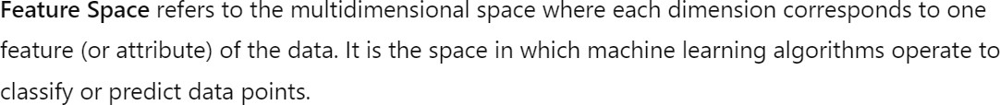 Feature Space refers to the multidimensional space where each dimension corresponds to one
feature (or attribute) of the data. It is the space in which machine learning algorithms operate to
classify or predict data points.